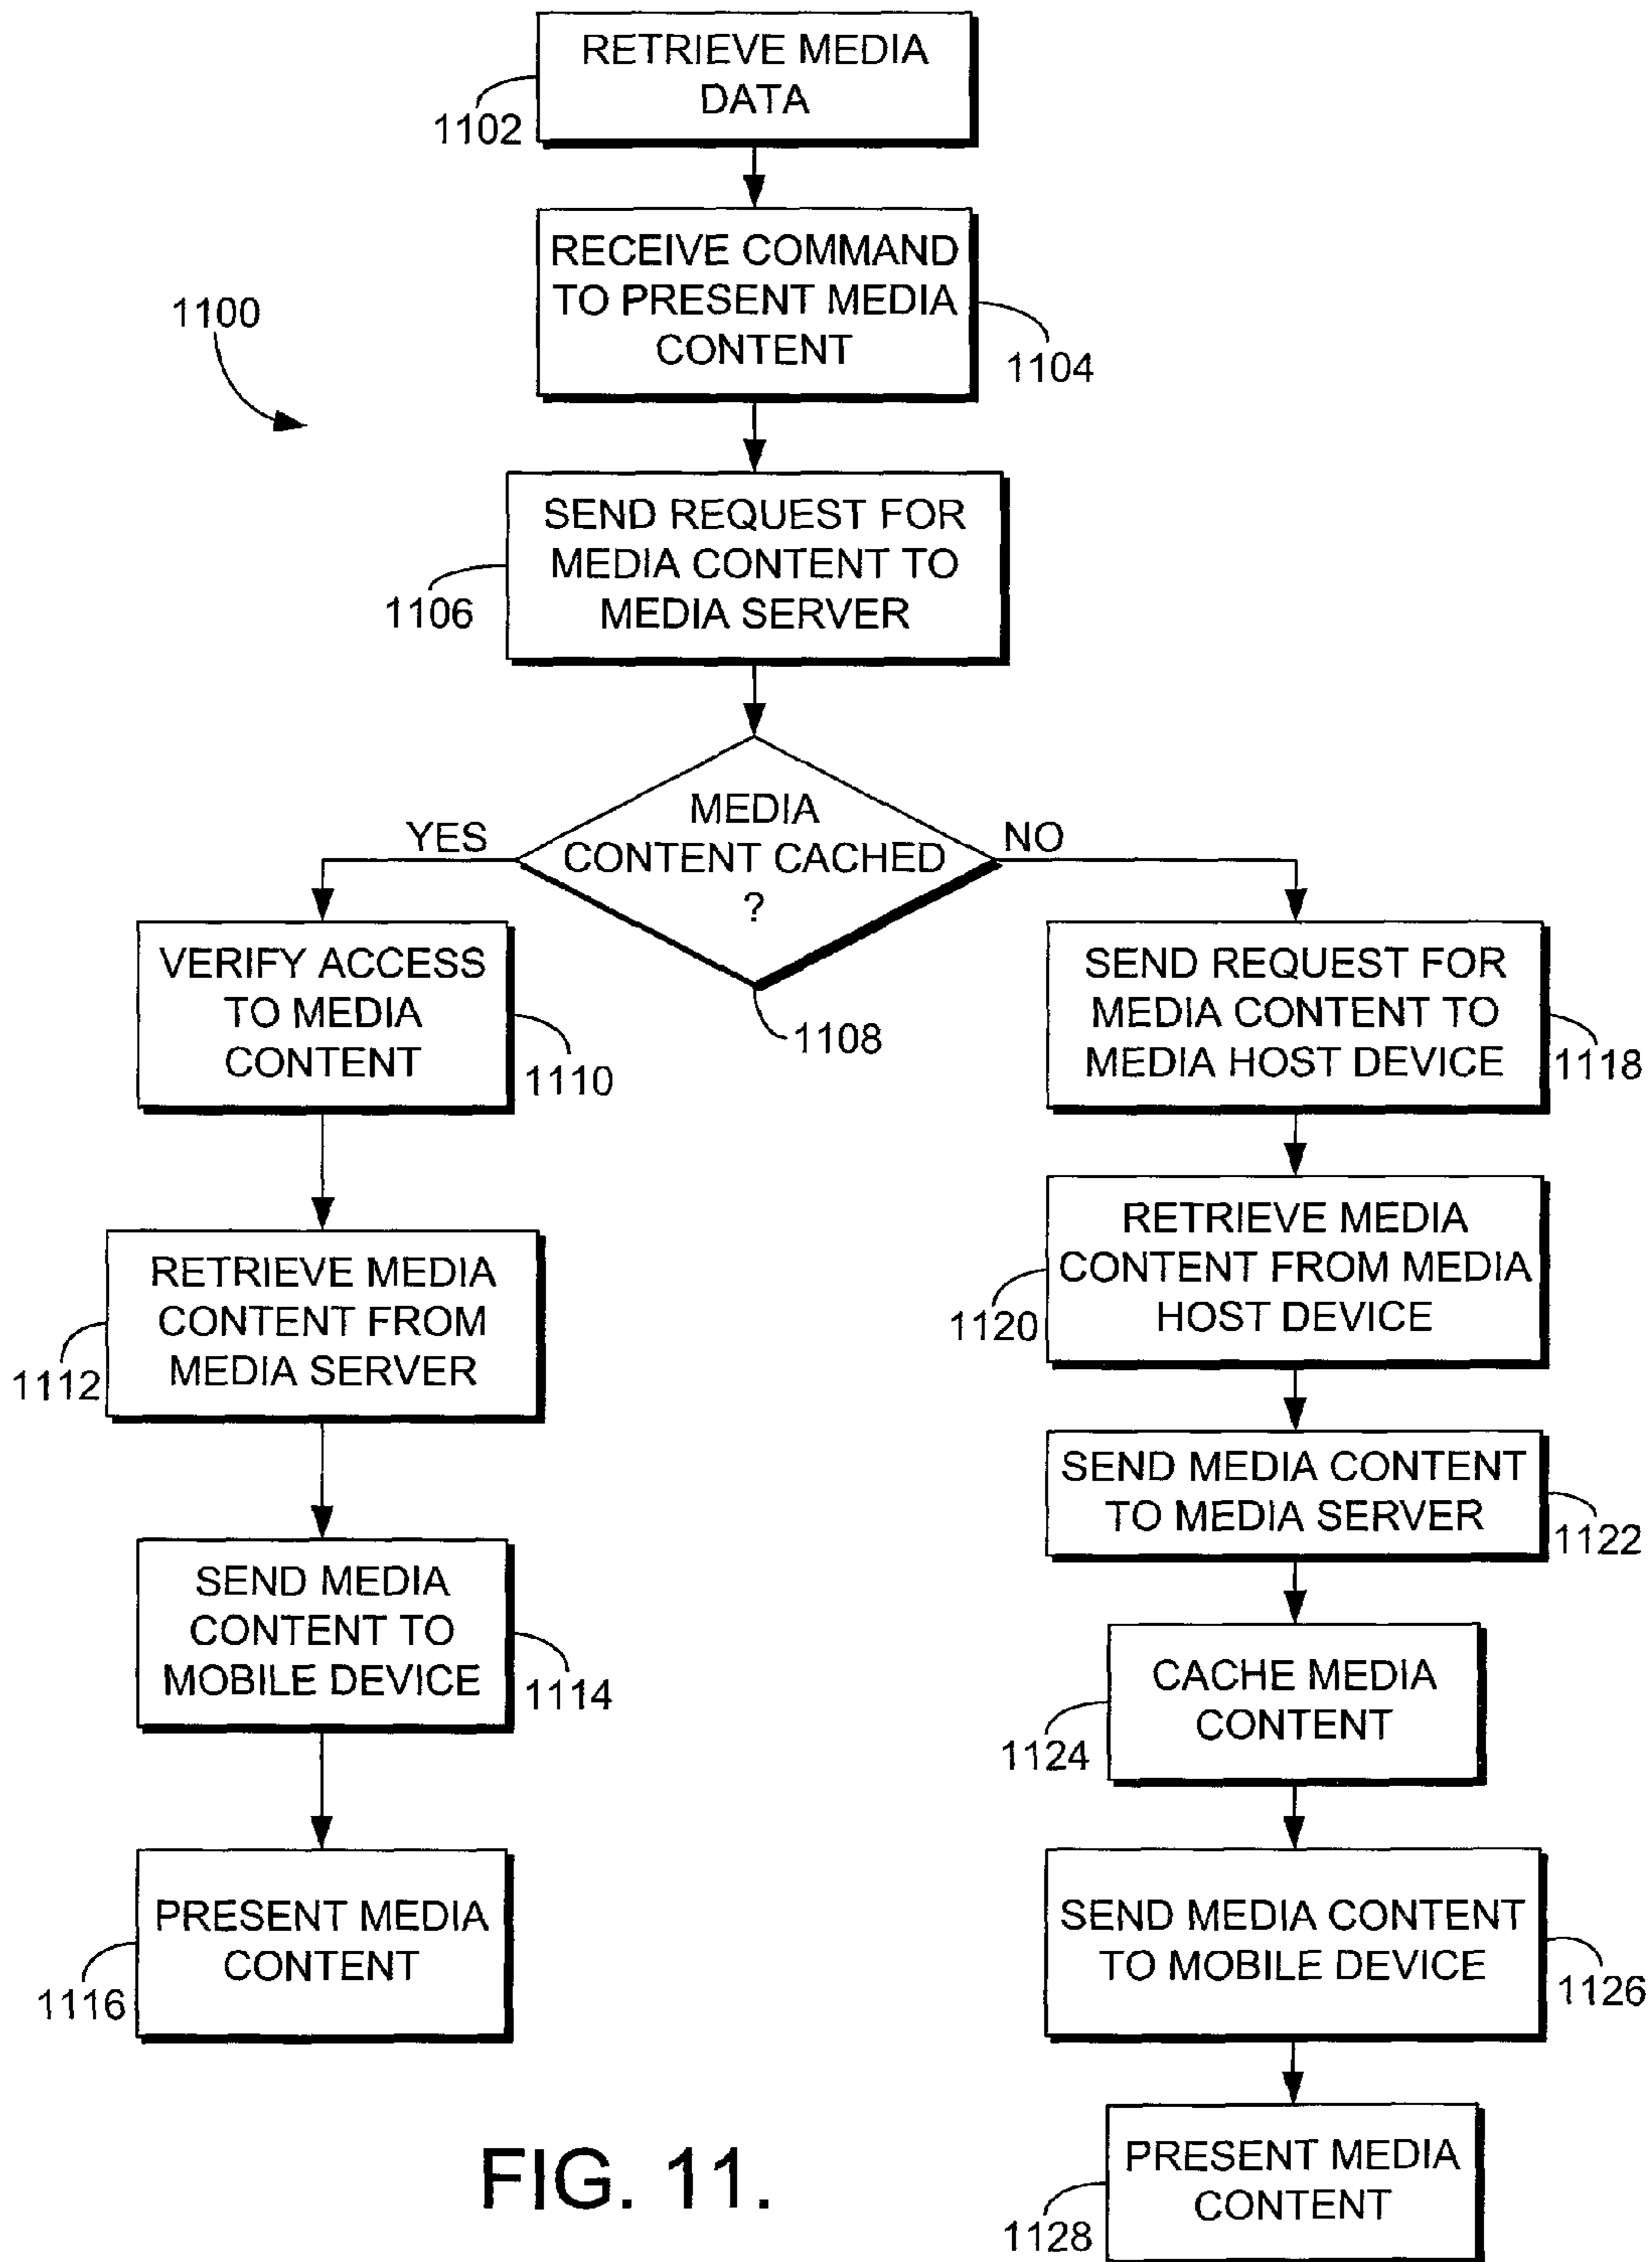 RETRIEVE MEDIA
DATA
1102
RECEIVE COMMAND
TO PRESENT MEDIA
CONTENT
1104
1100
SEND REQUEST FOR
MEDIA CONTENT TO
MEDIA SERVER
1106
MEDIA
CONTENT CACHED
?
1108
YES
NO
VERIFY ACCESS
TO MEDIA
CONTENT
1110
RETRIEVE MEDIA
CONTENT FROM
MEDIA SERVER
1112
SEND MEDIA
CONTENT TO
MOBILE DEVICE
1114
PRESENT MEDIA
CONTENT
1116
SEND REQUEST FOR
MEDIA CONTENT TO
MEDIA HOST DEVICE
1118
RETRIEVE MEDIA
CONTENT FROM MEDIA
HOST DEVICE
1120
SEND MEDIA CONTENT
TO MEDIA SERVER
1122
CACHE MEDIA
CONTENT
1124
SEND MEDIA CONTENT
TO MOBILE DEVICE
1126
PRESENT MEDIA
CONTENT
1128
FIG. 11.